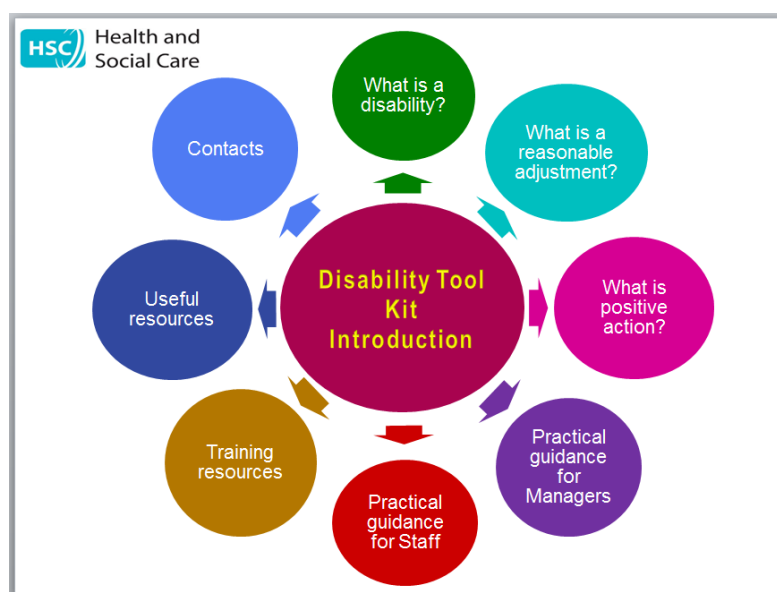 HSC
Health and
Social Care
What is a
disability?
What is a
reasonable
adjustment?
What is
positive
action?
Practical
guidance
for
Managers
Practical
guidance
for Staff
Training
resources
Useful
resources
Contacts
Disability Tool
Kit
Introduction